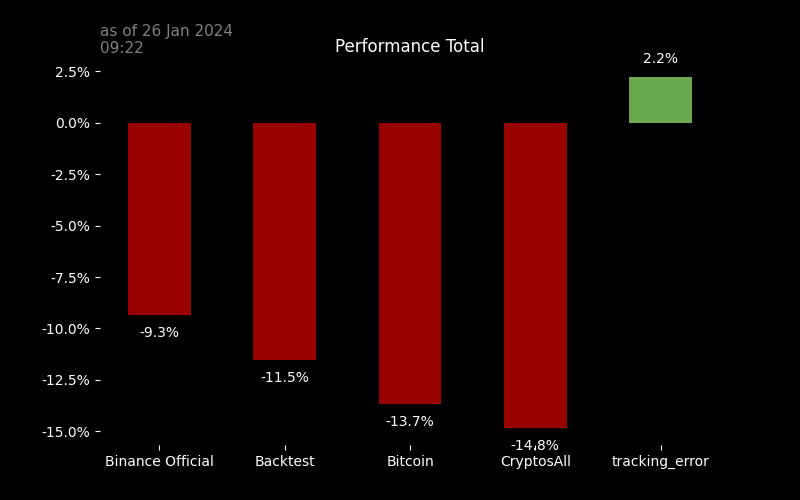 as of 26 Jan 2024
09:22
Performance Total
2.5%
0.0%
-2.5%
-5.0%
-7.5%
-10.0%
-12.5%
-15.0%
-9.3%
-11.5%
-13.7%
-14.8%
2.2%
Binance Official
Backtest
Bitcoin
CryptosAll
tracking_error